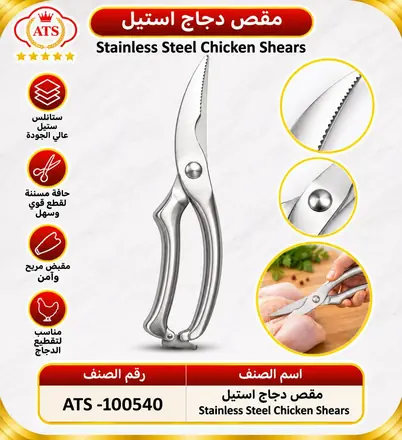 ATS
مقص دجاج استيل
Stainless Steel Chicken Shears
ستانلس
ستيل
عالي الجودة
حافة مسننة
لقطع قوي
وسهل
مقبض مريح
وآمن
مناسب
لتقطيع
الدجاج
اسم الصنف
رقم الصنف
مقص دجاج استيل
Stainless Steel Chicken Shears
ATS -100540